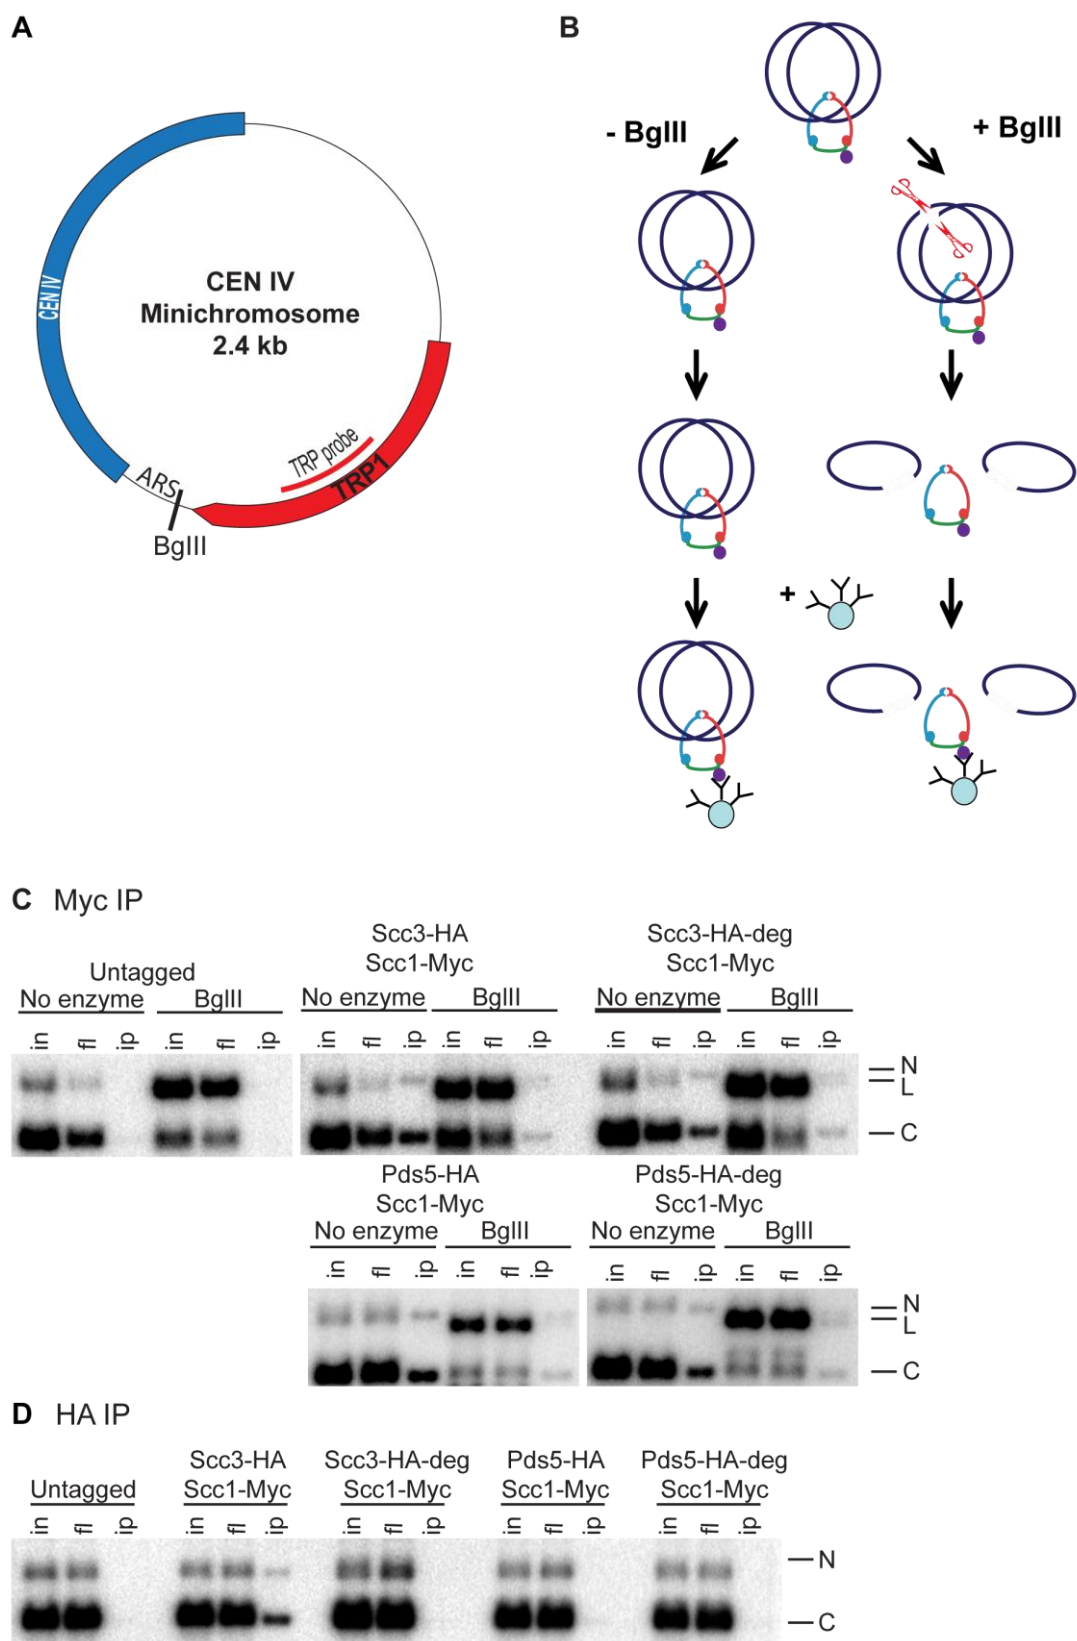 A
CEN IV
CEN IV
Minichromosome
2.4 kb
TRP probe
TRP1
ARS
BglII
B
- BglII
+ BglII
+
C Myc IP
Untagged
No enzyme BglII
in fl ip in fl ip
Scc3-HA
Scc1-Myc
No enzyme BglII
in fl ip in fl ip
Scc3-HA-deg
Scc1-Myc
No enzyme BglII
in fl ip in fl ip
N
L
C
Pds5-HA
Scc1-Myc
No enzyme BglII
in fl ip in fl ip
Pds5-HA-deg
Scc1-Myc
No enzyme BglII
in fl ip in fl ip
N
L
C
D HA IP
Untagged
in fl ip
Scc3-HA
Scc1-Myc
in fl ip
Scc3-HA-deg
Scc1-Myc
in fl ip
Pds5-HA
Scc1-Myc
in fl ip
Pds5-HA-deg
Scc1-Myc
in fl ip
N
C